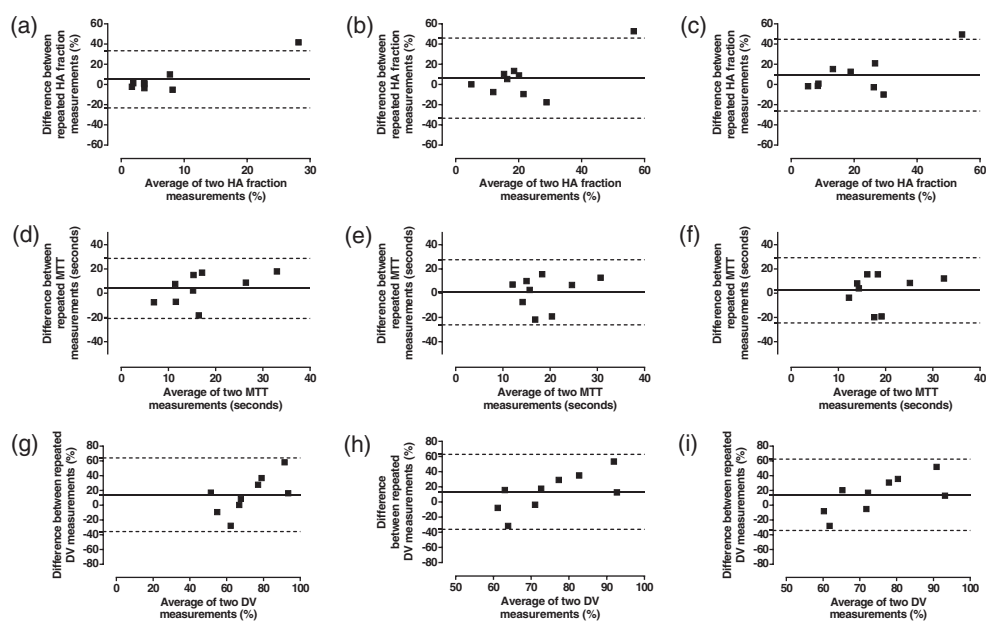 (a)
Difference between
repeated HA fraction
measurements (%)
60
40
20
0
-20
-40
-60
0
10
20
30
Average of two HA fraction
measurements (%)
(b)
Difference between
repeated HA fraction
measurements (%)
60
40
20
0
-20
-40
-60
0
20
40
60
Average of two HA fraction
measurements (%)
(c)
Difference between
repeated HA fraction
measurements (%)
60
40
20
0
-20
-40
-60
0
20
40
60
Average of two HA fraction
measurements (%)
(d)
Difference between
repeated MTT
measurements (seconds)
40
20
0
-20
-40
0
10
20
30
40
Average of two MTT
measurements (seconds)
(e)
Difference between
repeated MTT
measurements (seconds)
40
20
0
-20
-40
0
10
20
30
40
Average of two MTT
measurements (seconds)
(f)
Difference between
repeated MTT
measurements (seconds)
40
20
0
-20
-40
0
10
20
30
40
Average of two MTT
measurements (seconds)
(g)
Difference between repeated
DV measurements (%)
80
60
40
20
0
-20
-40
-60
-80
0
20
40
60
80
100
Average of two DV
measurements (%)
(h)
Difference
between repeated
DV measurements (%)
80
60
40
20
0
-20
-40
-60
-80
50
60
70
80
90
100
Average of two DV
measurements (%)
(i)
Difference between repeated
DV measurements (%)
80
60
40
20
0
-20
-40
-60
-80
50
60
70
80
90
100
Average of two DV
measurements (%)